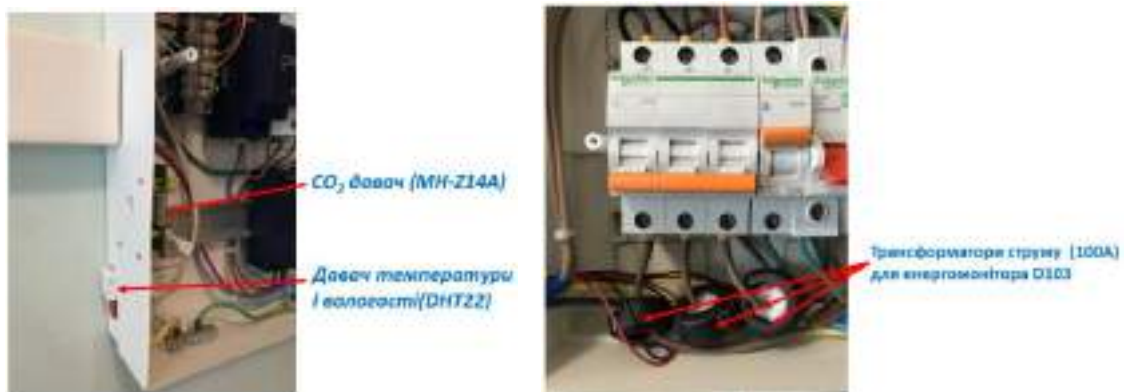 CO₂ давач (MH-Z14A)
Давач температури
і вологості(DHT22)
Трансформатори струму (100А)
для енергомонітора D103